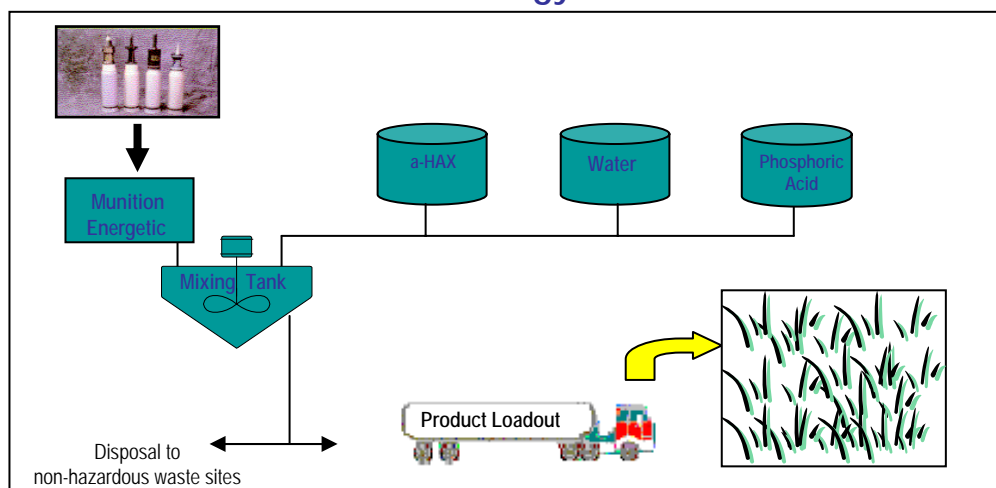 a-HAX
Water
Phosphoric
Acid
Munition
Energetic
Mixing Tank
Product Loadout
Disposal to
non-hazardous waste sites